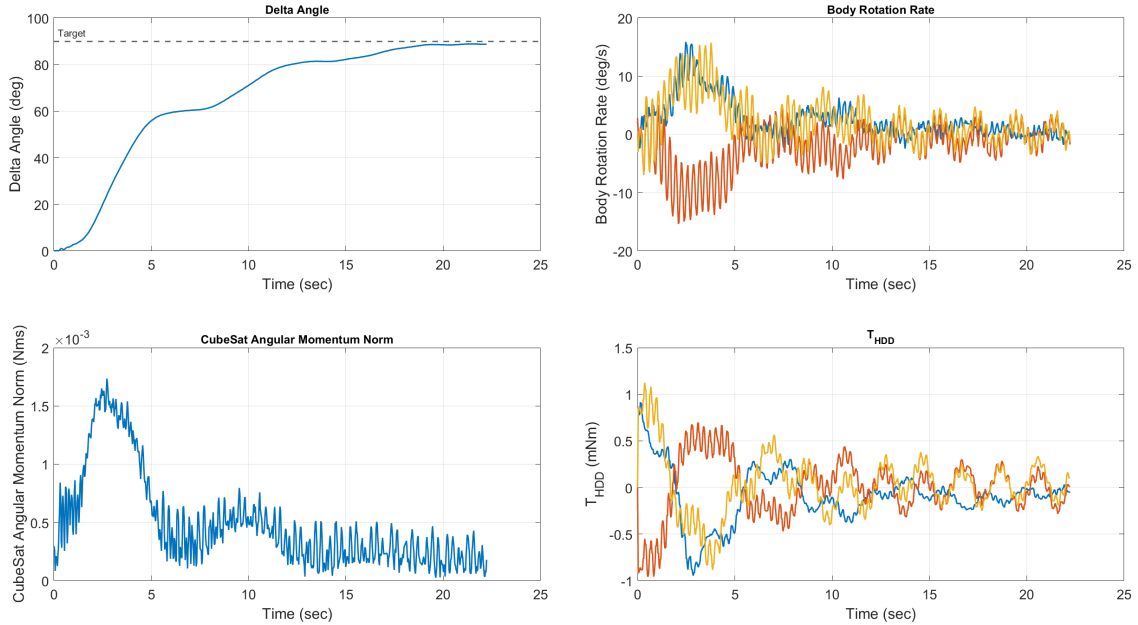 Delta Angle
100
80
60
40
20
0
Target
Delta Angle (deg)
0 5 10 15 20 25
Time (sec)
Body Rotation Rate
20
10
0
-10
-20
Body Rotation Rate (deg/s)
0 5 10 15 20 25
Time (sec)
CubeSat Angular Momentum Norm
×10⁻³
2
1.5
1
0.5
0
CubeSat Angular Momentum Norm (Nms)
0 5 10 15 20 25
Time (sec)
T_HDD
1.5
1
0.5
0
-0.5
-1
T_HDD (mNm)
0 5 10 15 20 25
Time (sec)